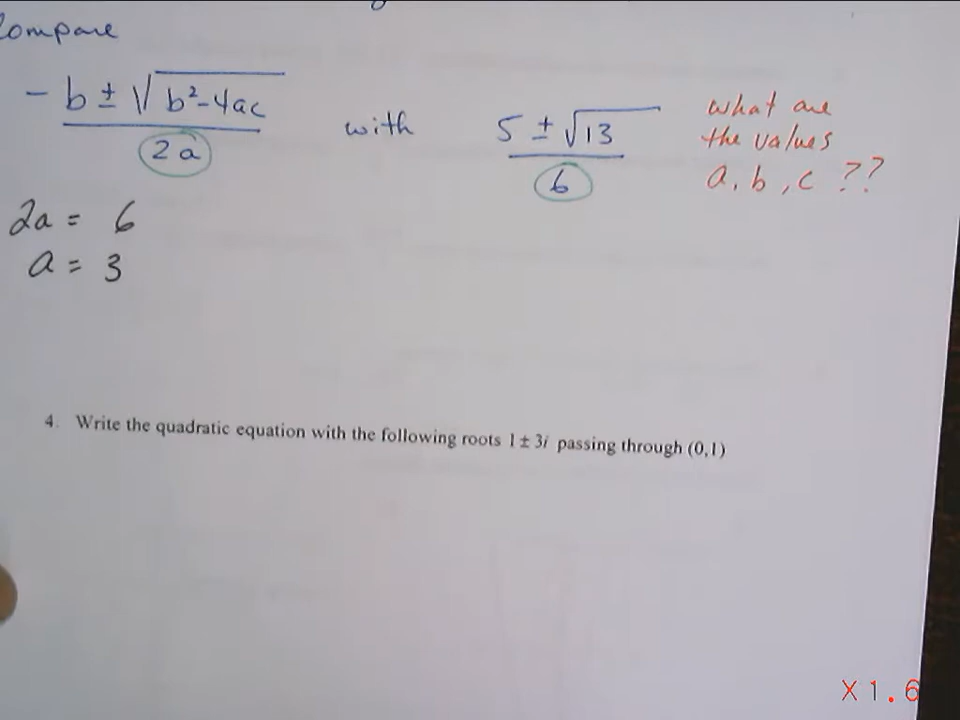 Compare
-b ± √b²-4ac / 2a with 5 ± √13 / 6
what are
the values
a, b, c ??
2a = 6
a = 3
4. Write the quadratic equation with the following roots 1 ± 3i passing through (0,1)
X1.6